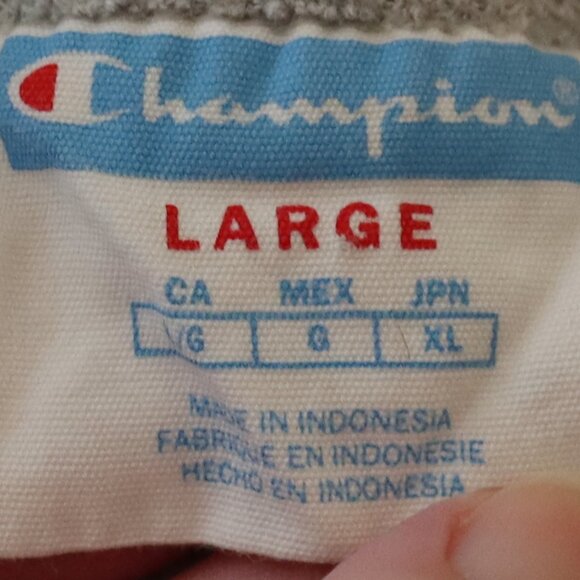 Champion®
LARGE
CA MEX JPN
G G XL
MADE IN INDONESIA
FABRIQUE EN INDONESIE
HECHO EN INDONESIA